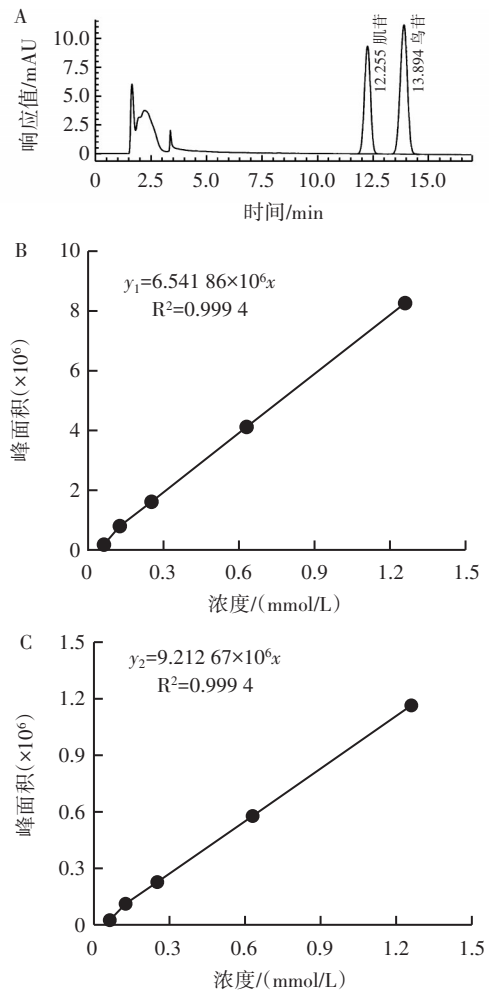 A
响应值/mAU
10.0
7.5
5.0
2.5
0
12.255 肌苷
13.894 鸟苷
0 2.5 5.0 7.5 10.0 12.5 15.0
时间/min
B
y₁=6.541 86×10⁶x
R²=0.999 4
峰面积(×10⁶)
10
8
6
4
2
0
0 0.3 0.6 0.9 1.2 1.5
浓度/(mmol/L)
C
y₂=9.212 67×10⁶x
R²=0.999 4
峰面积(×10⁶)
1.5
1.2
0.9
0.6
0.3
0
0 0.3 0.6 0.9 1.2 1.5
浓度/(mmol/L)